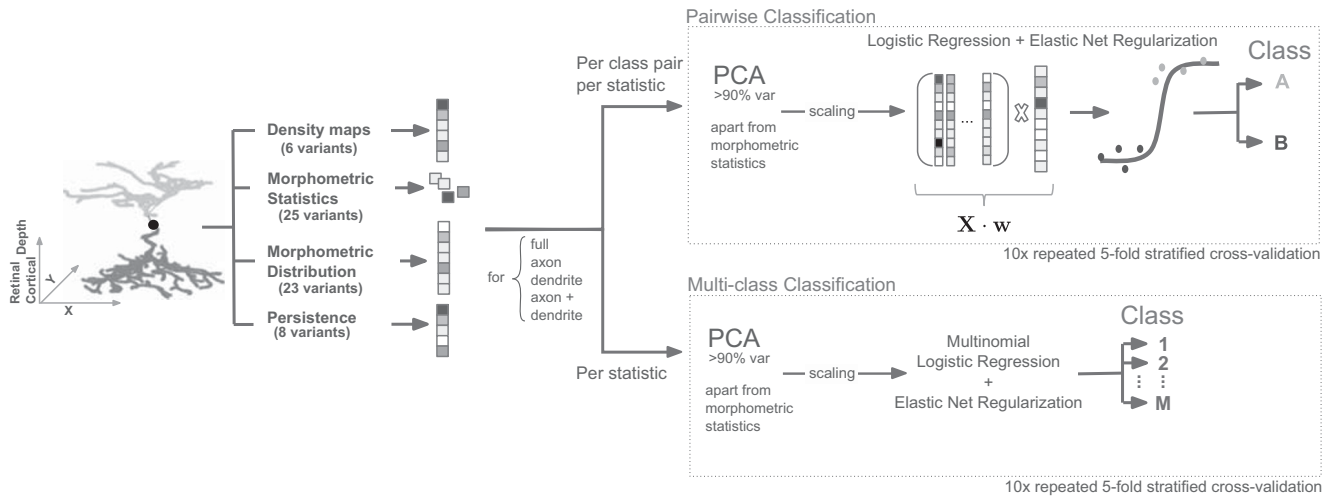 Retinal Depth
Cortical
Y
X
Density maps
(6 variants)
Morphometric
Statistics
(25 variants)
Morphometric
Distribution
(23 variants)
Persistence
(8 variants)
for
full
axon
dendrite
axon +
dendrite
Per class pair
per statistic
Per statistic
Pairwise Classification
PCA
>90% var
apart from
morphometric
statistics
scaling
Logistic Regression + Elastic Net Regularization
...
X · w
Class
A
B
10x repeated 5-fold stratified cross-validation
Multi-class Classification
PCA
>90% var
apart from
morphometric
statistics
scaling
Multinomial
Logistic Regression
+
Elastic Net Regularization
Class
1
2
⋮ ⋮
M
10x repeated 5-fold stratified cross-validation